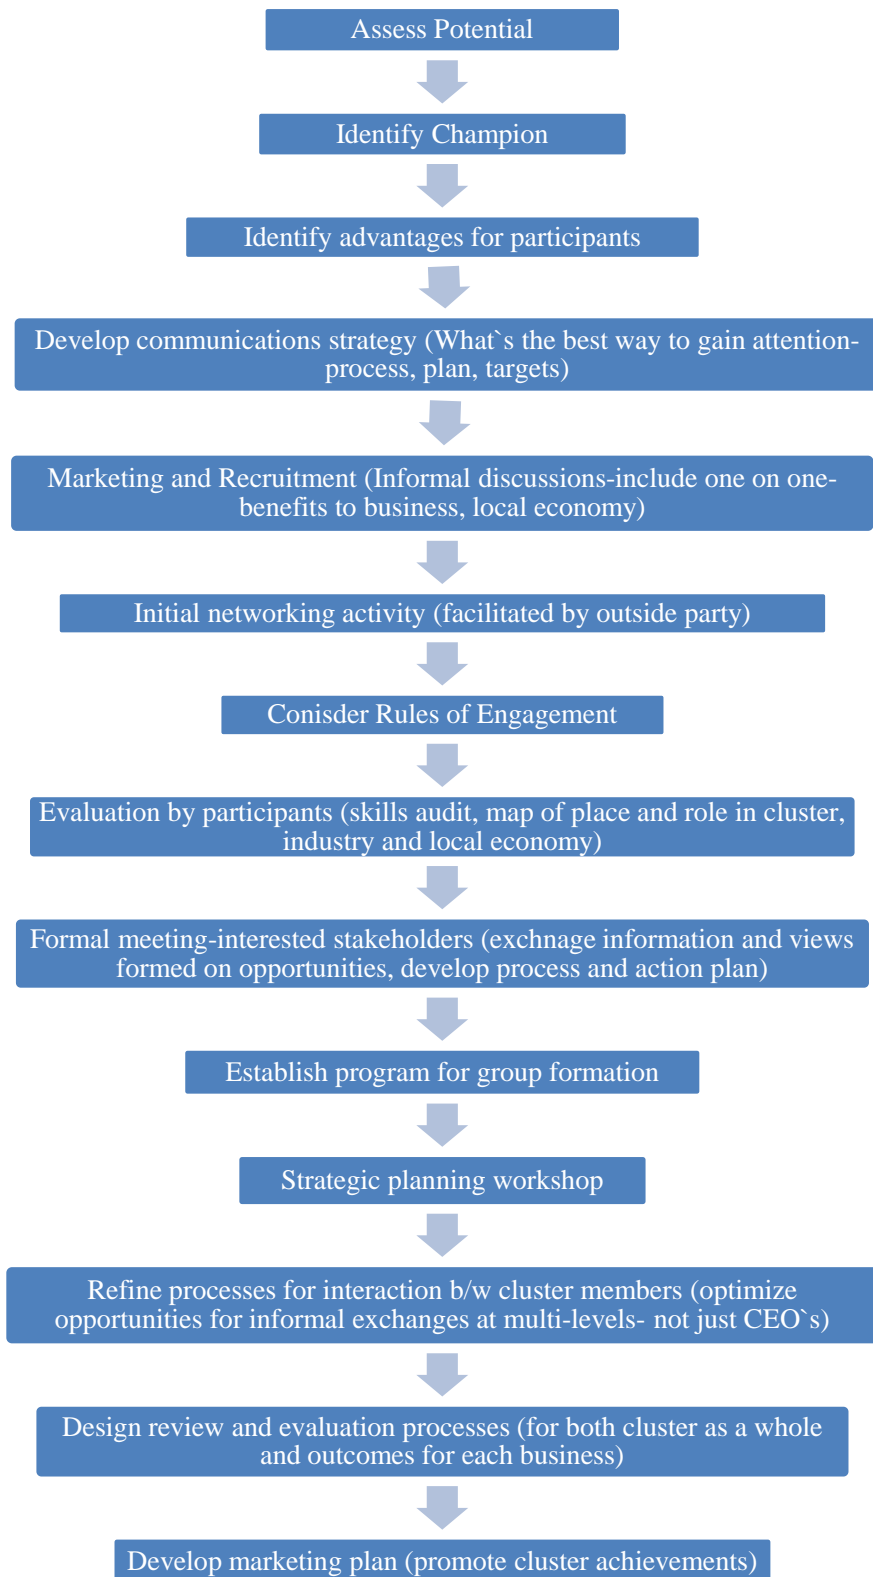 Assess Potential
Identify Champion
Identify advantages for participants
Develop communications strategy (What`s the best way to gain attention-
process, plan, targets)
Marketing and Recruitment (Informal discussions-include one on one-
benefits to business, local economy)
Initial networking activity (facilitated by outside party)
Conisder Rules of Engagement
Evaluation by participants (skills audit, map of place and role in cluster,
industry and local economy)
Formal meeting-interested stakeholders (exchnage information and views
formed on opportunities, develop process and action plan)
Establish program for group formation
Strategic planning workshop
Refine processes for interaction b/w cluster members (optimize
opportunities for informal exchanges at multi-levels- not just CEO`s)
Design review and evaluation processes (for both cluster as a whole
and outcomes for each business)
Develop marketing plan (promote cluster achievements)